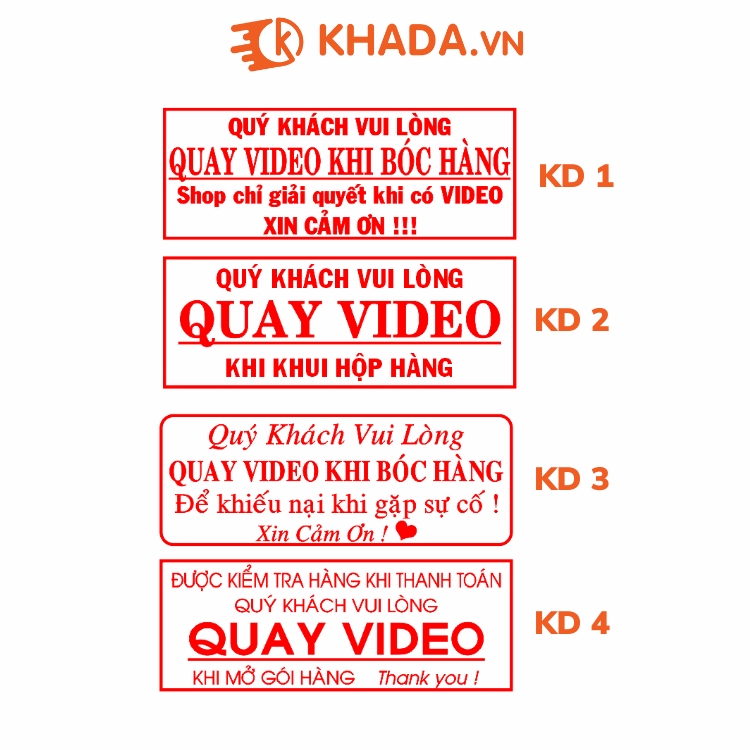 KHADA.VN
QUÝ KHÁCH VUI LÒNG
QUAY VIDEO KHI BÓC HÀNG
Shop chỉ giải quyết khi có VIDEO
XIN CẢM ƠN !!!
KD 1
QUÝ KHÁCH VUI LÒNG
QUAY VIDEO
KHI KHUI HỘP HÀNG
KD 2
Quý Khách Vui Lòng
QUAY VIDEO KHI BÓC HÀNG
Để khiếu nại khi gặp sự cố !
Xin Cảm Ơn !
KD 3
ĐƯỢC KIỂM TRA HÀNG KHI THANH TOÁN
QUÝ KHÁCH VUI LÒNG
QUAY VIDEO
KHI MỞ GÓI HÀNG Thank you !
KD 4